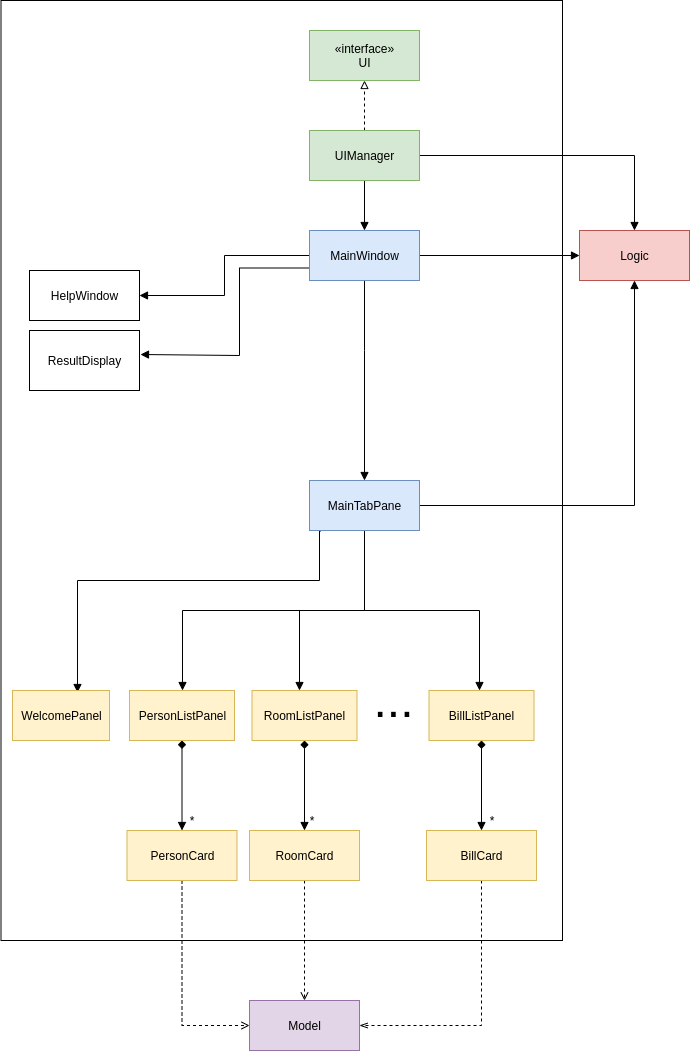 «interface»
UI
UIManager
MainWindow
Logic
HelpWindow
ResultDisplay
MainTabPane
WelcomePanel
PersonListPanel
RoomListPanel
...
BillListPanel
*
*
*
PersonCard
RoomCard
BillCard
Model